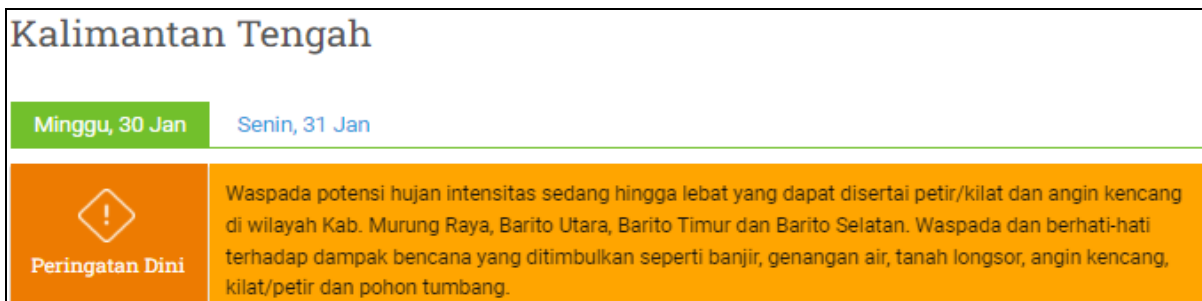 Kalimantan Tengah
Minggu, 30 Jan
Senin, 31 Jan
Peringatan Dini
Waspada potensi hujan intensitas sedang hingga lebat yang dapat disertai petir/kilat dan angin kencang
di wilayah Kab. Murung Raya, Barito Utara, Barito Timur dan Barito Selatan. Waspada dan berhati-hati
terhadap dampak bencana yang ditimbulkan seperti banjir, genangan air, tanah longsor, angin kencang,
kilat/petir dan pohon tumbang.